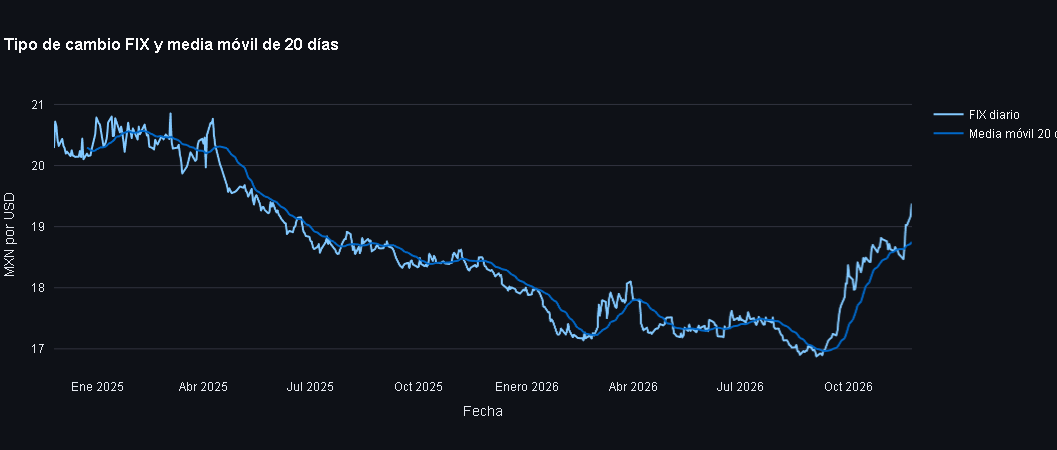 Tipo de cambio FIX y media móvil de 20 días
21
20
19
18
17
MXN por USD
Ene 2025 Abr 2025 Jul 2025 Oct 2025 Enero 2026 Abr 2026 Jul 2026 Oct 2026
Fecha
FIX diario
Media móvil 20